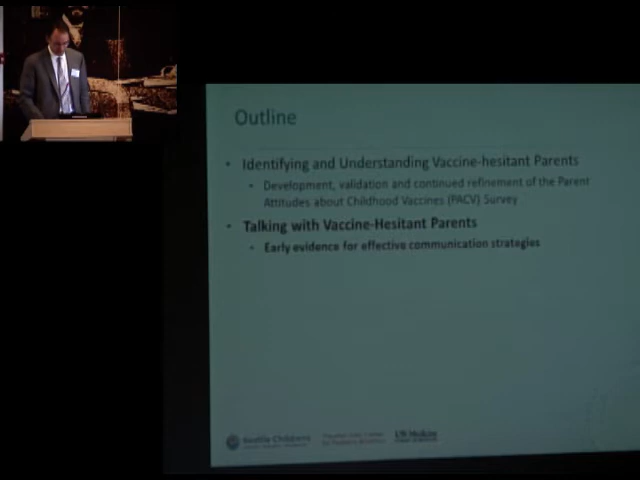 Outline
• Identifying and Understanding Vaccine-hesitant Parents
• Development, validation and continued refinement of the Parent
Attitudes about Childhood Vaccines (PACV) Survey
• Talking with Vaccine-Hesitant Parents
• Early evidence for effective communication strategies
Seattle Children's
UW Medicine